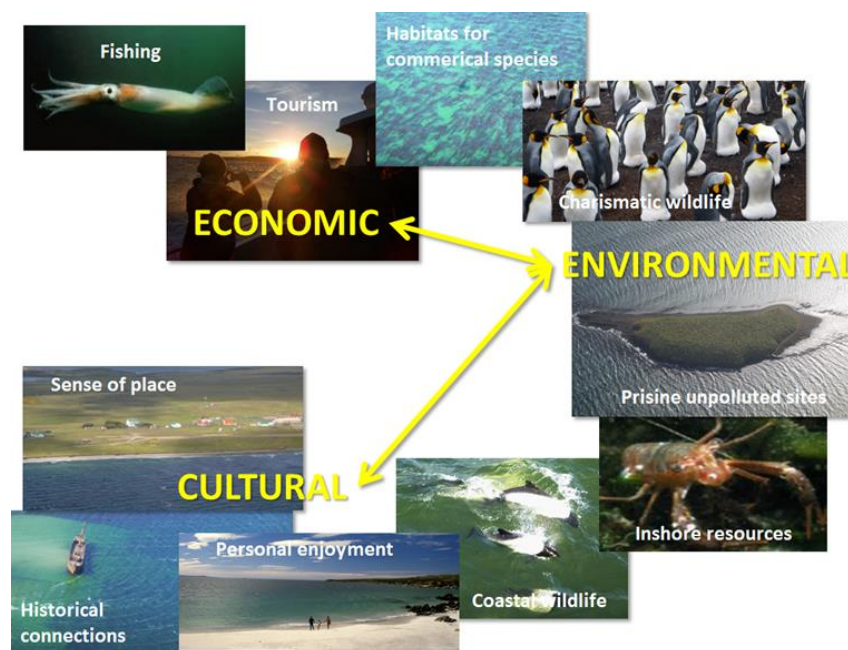 Fishing
Tourism
Habitats for
commerical species
Charismatic wildlife
ECONOMIC
ENVIRONMENTAL
Prisine unpolluted sites
Sense of place
CULTURAL
Inshore resources
Personal enjoyment
Coastal wildlife
Historical
connections